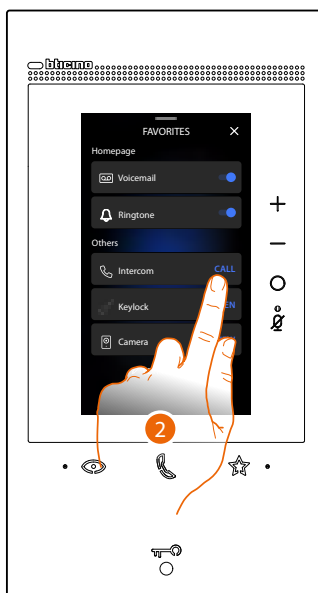 bticino
FAVORITES
Homepage
Voicemail
Ringtone
Others
Intercom CALL
Keylock
Camera
2